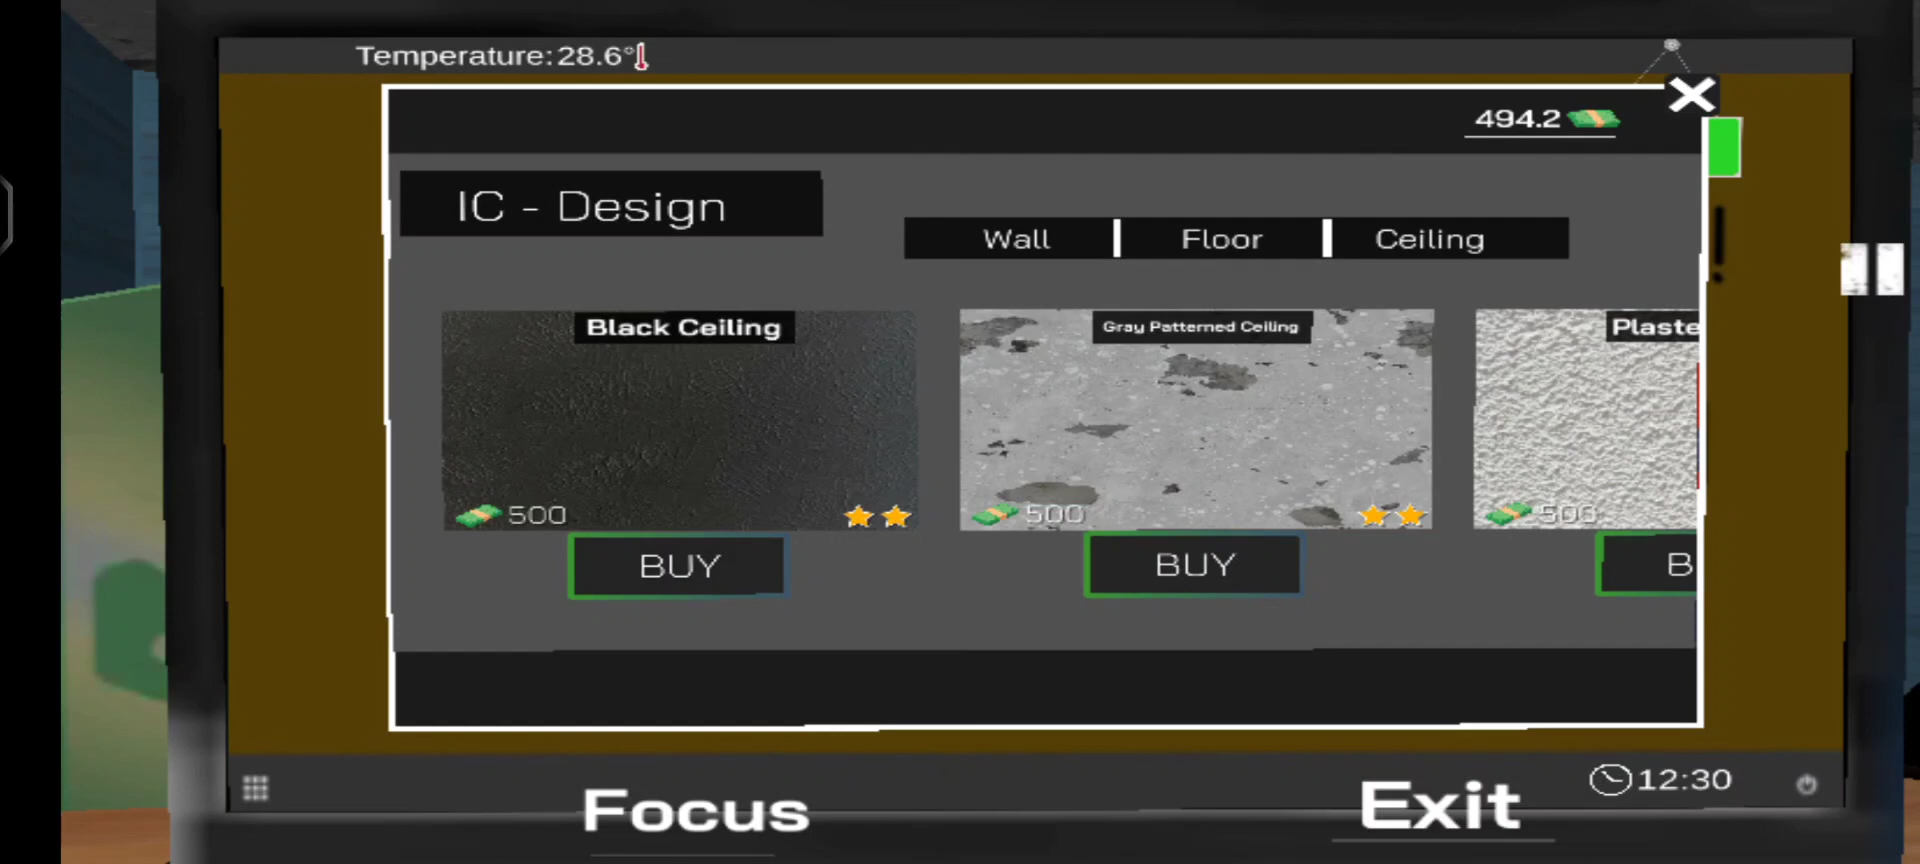 Temperature: 28.6°
494.2
IC - Design
Wall
Floor
Ceiling
Black Ceiling
Gray Patterned Ceiling
Plaste
500
500
500
BUY
BUY
B
!
12:30
Focus
Exit